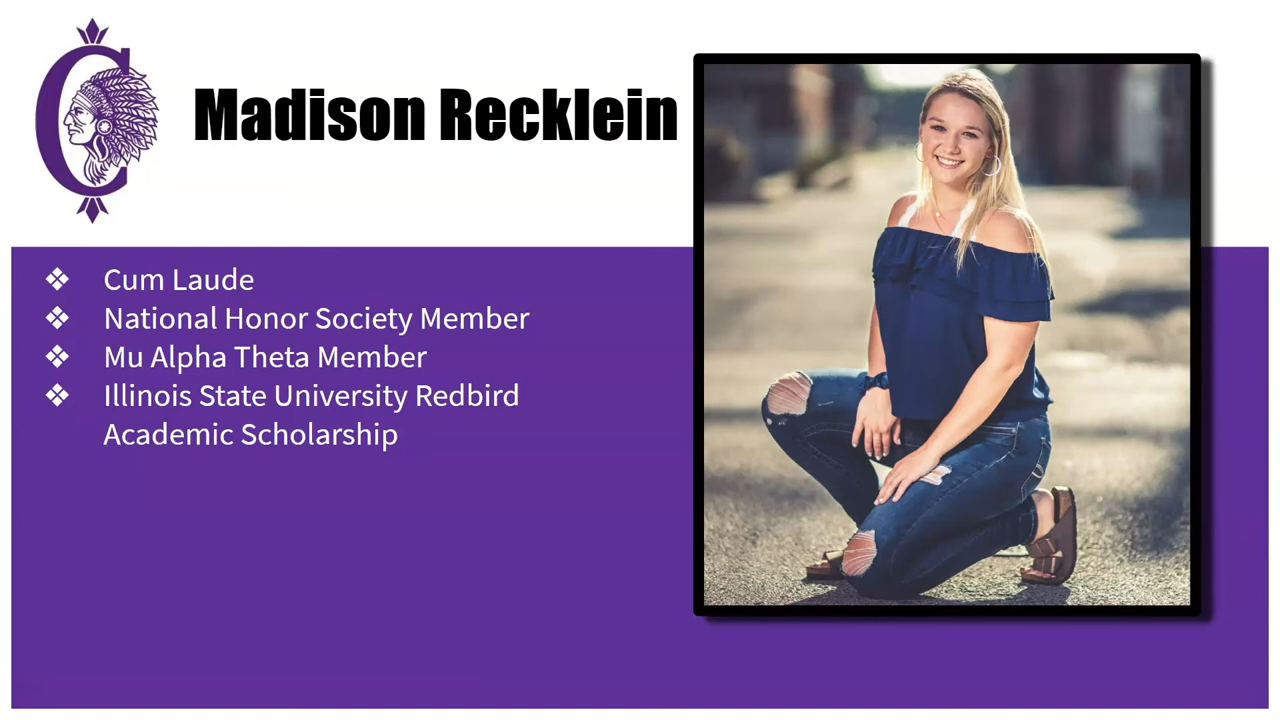 C
Madison Recklein
❖ Cum Laude
❖ National Honor Society Member
❖ Mu Alpha Theta Member
❖ Illinois State University Redbird
Academic Scholarship